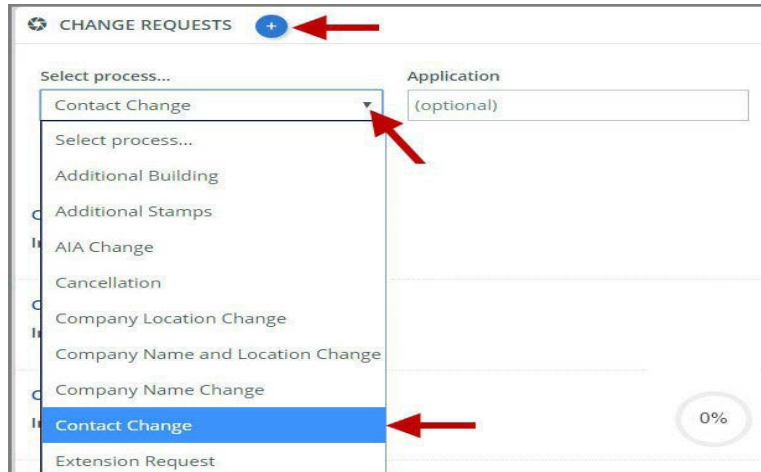 CHANGE REQUESTS +
Select process... Application
Contact Change (optional)
Select process...
Additional Building
Additional Stamps
AIA Change
Cancellation
Company Location Change
Company Name and Location Change
Company Name Change
Contact Change
0%
Extension Request